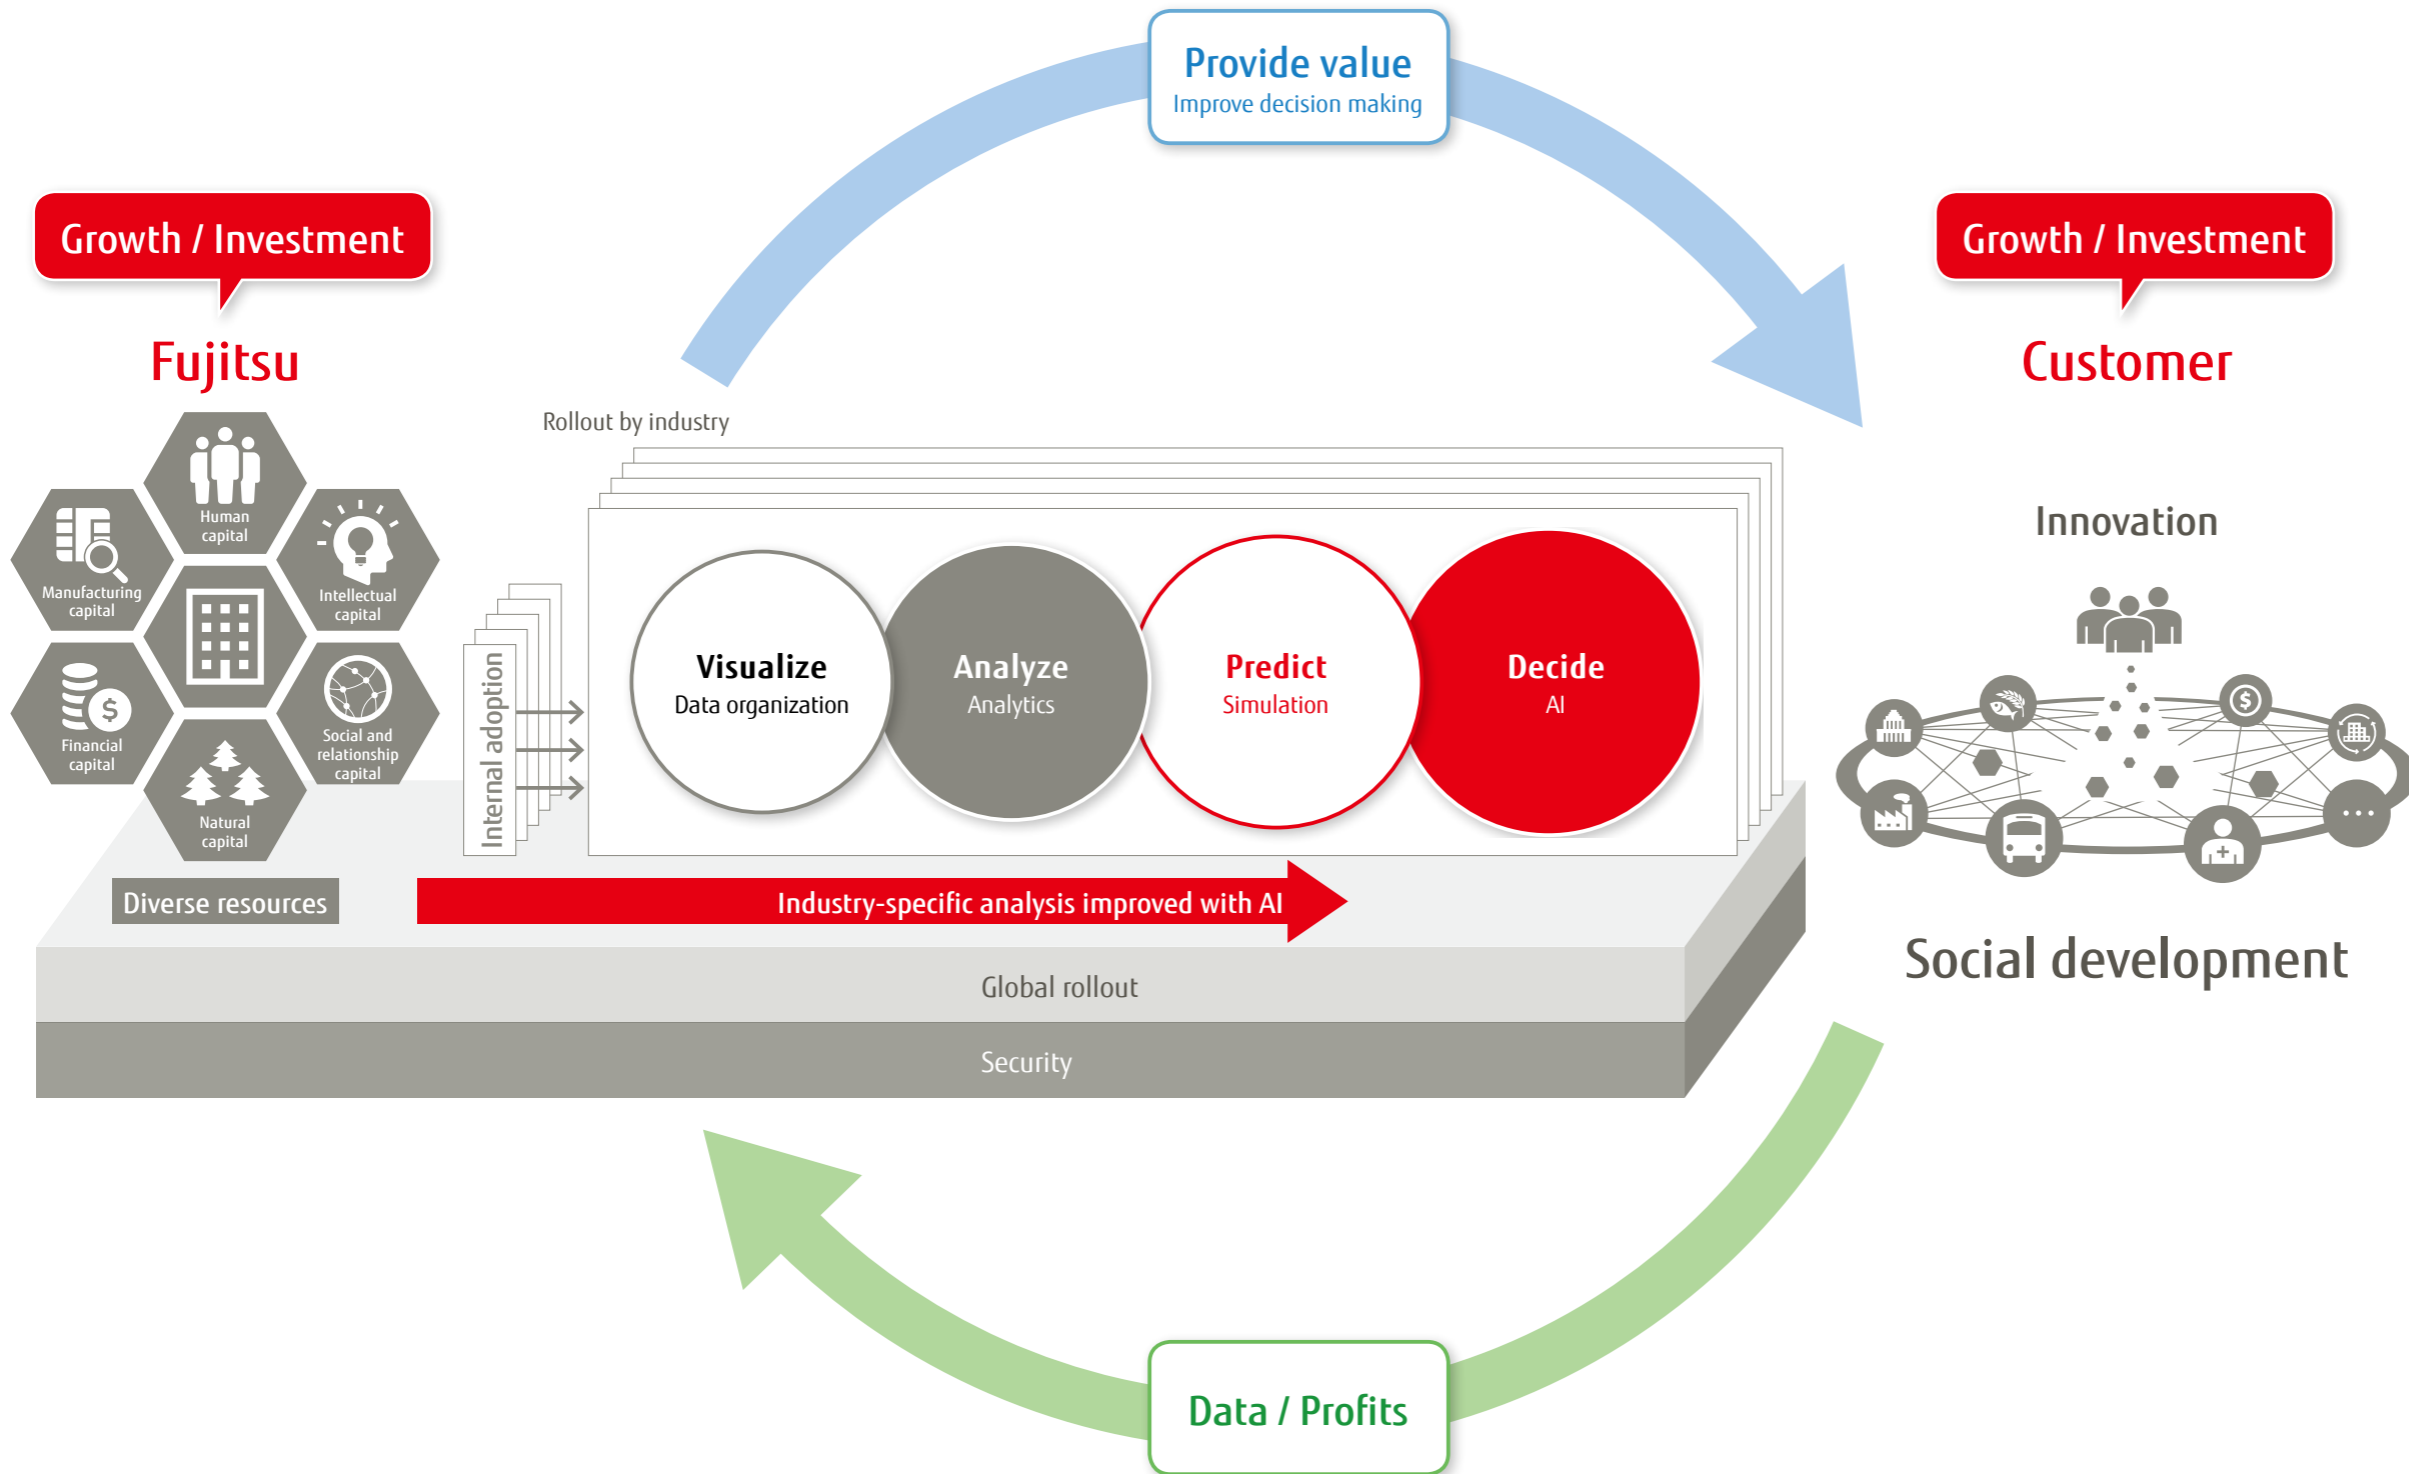 Provide value
Improve decision making
Growth / Investment
Fujitsu
Human
capital
Manufacturing
capital
Intellectual
capital
Financial
capital
Social and
relationship
capital
Natural
capital
Diverse resources
Rollout by industry
Internal adoption
Visualize
Data organization
Analyze
Analytics
Predict
Simulation
Decide
AI
Industry-specific analysis improved with AI
Global rollout
Security
Growth / Investment
Customer
Innovation
Social development
Data / Profits